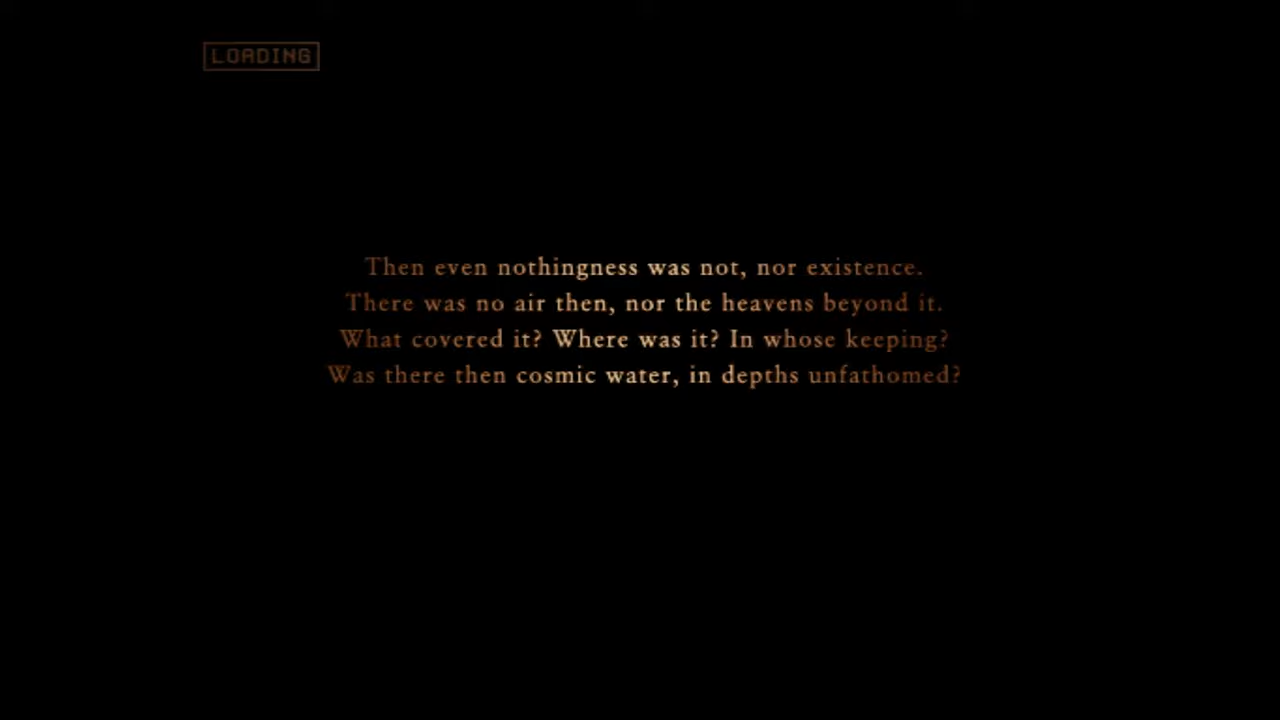 LOADING
Then even nothingness was not, nor existence.
There was no air then, nor the heavens beyond it.
What covered it? Where was it? In whose keeping?
Was there then cosmic water, in depths unfathomed?